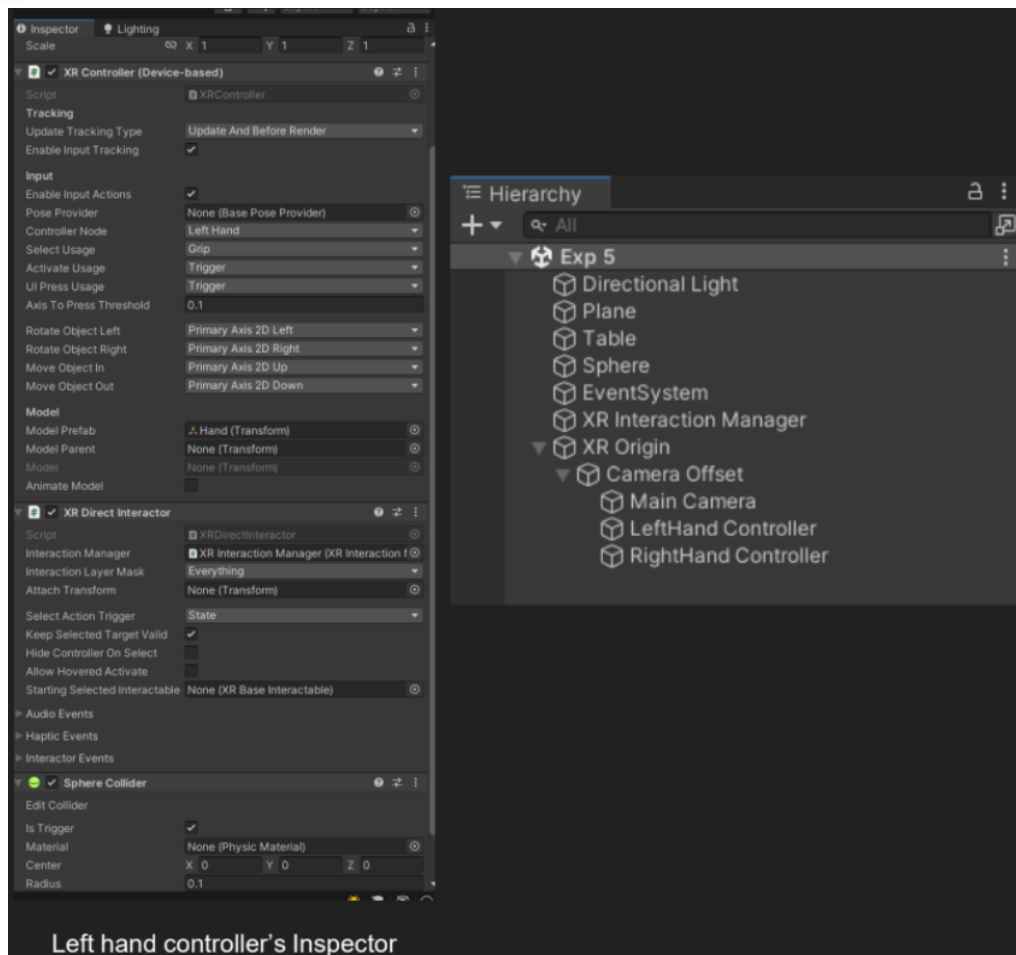 Inspector
Lighting
Scale X 1 Y 1 Z 1
XR Controller (Device-based)
Script XRController
Tracking
Update Tracking Type Update And Before Render
Enable Input Tracking
Input
Enable Input Actions
Pose Provider None (Base Pose Provider)
Controller Node Left Hand
Select Usage Grip
Activate Usage Trigger
UI Press Usage Trigger
Axis To Press Threshold 0.1
Rotate Object Left Primary Axis 2D Left
Rotate Object Right Primary Axis 2D Right
Move Object In Primary Axis 2D Up
Move Object Out Primary Axis 2D Down
Model
Model Prefab Hand (Transform)
Model Parent None (Transform)
Model None (Transform)
Animate Model
XR Direct Interactor
Script XRDirectInteractor
Interaction Manager XR Interaction Manager (XR Interaction
Interaction Layer Mask Everything
Attach Transform None (Transform)
Select Action Trigger State
Keep Selected Target Valid
Hide Controller On Select
Allow Hovered Activate
Starting Selected Interactable None (XR Base Interactable)
Audio Events
Haptic Events
Interactor Events
Sphere Collider
Edit Collider
Is Trigger
Material None (Physic Material)
Center X 0 Y 0 Z 0
Radius 0.1
Left hand controller's Inspector
Hierarchy
All
Exp 5
Directional Light
Plane
Table
Sphere
EventSystem
XR Interaction Manager
XR Origin
Camera Offset
Main Camera
LeftHand Controller
RightHand Controller